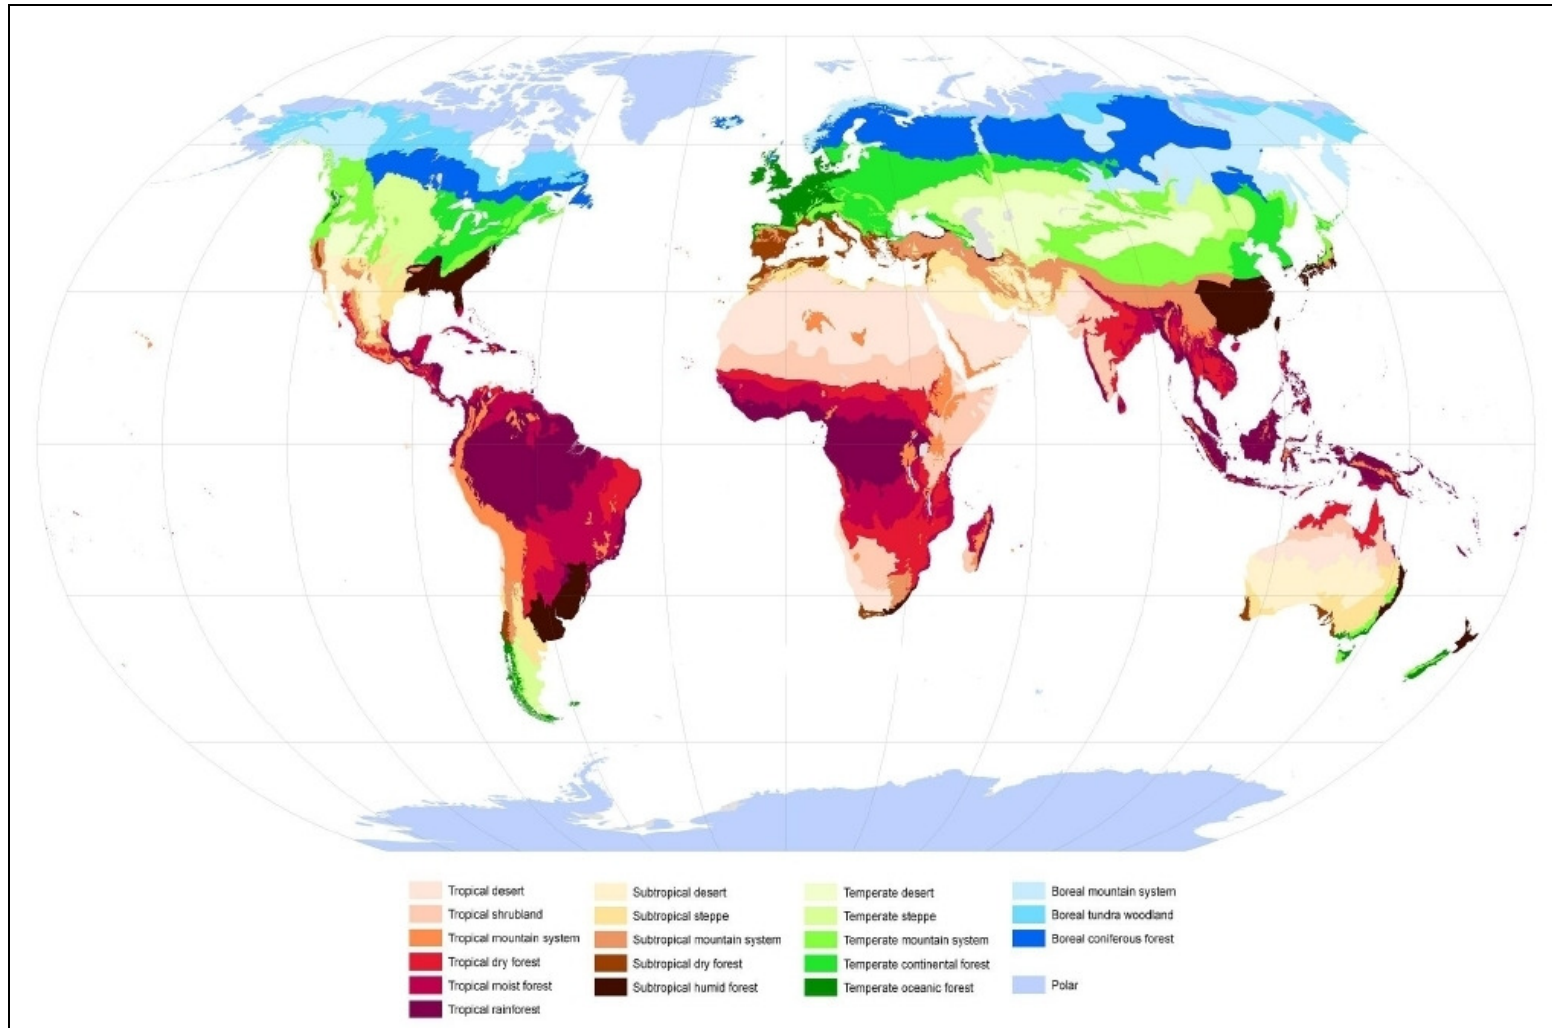 Tropical desert
Tropical shrubland
Tropical mountain system
Tropical dry forest
Tropical moist forest
Tropical rainforest
Subtropical desert
Subtropical steppe
Subtropical mountain system
Subtropical dry forest
Subtropical humid forest
Temperate desert
Temperate steppe
Temperate mountain system
Temperate continental forest
Temperate oceanic forest
Boreal mountain system
Boreal tundra woodland
Boreal coniferous forest
Polar